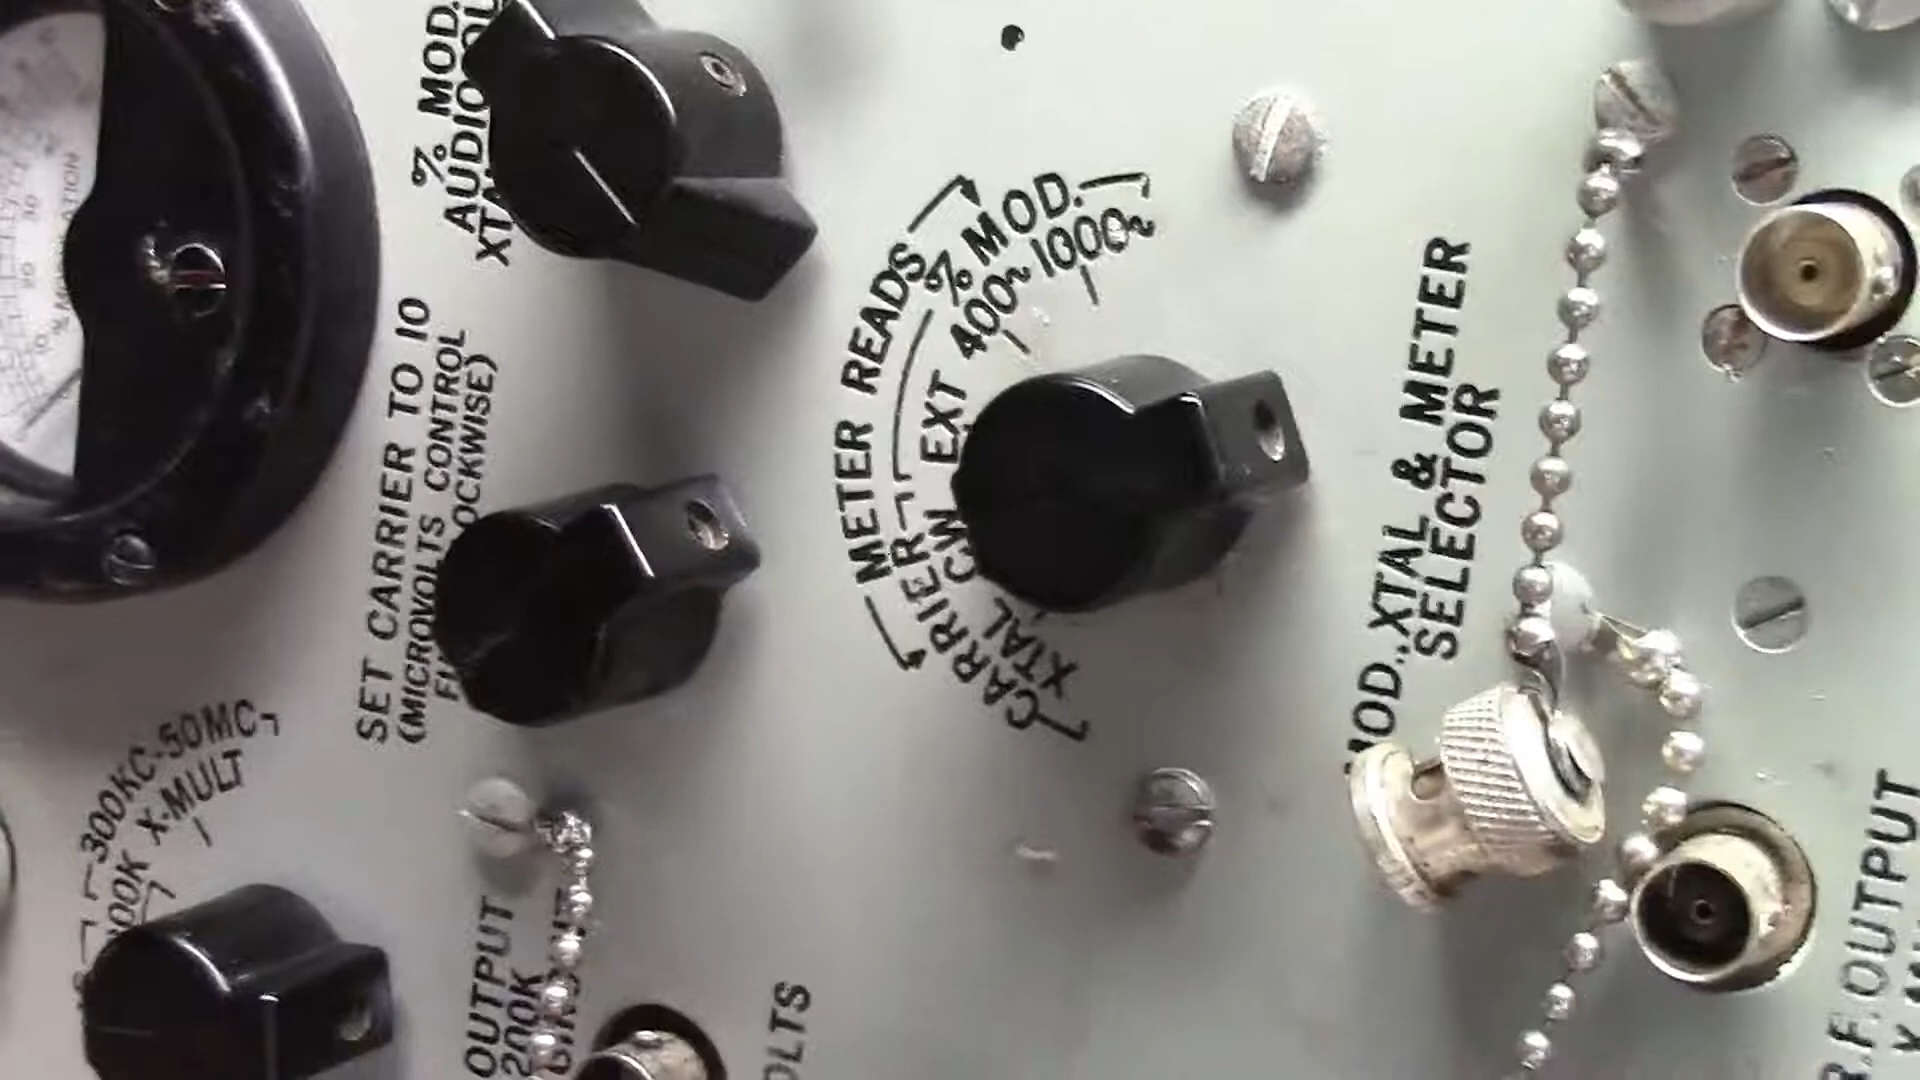 % MOD.
AUDIO
SET CARRIER TO 10
(MICROVOLTS CONTROL
OCKWISE)
METER READS
% MOD.
CARRIER
CARRIER
XTAL
CW
EXT
400~
1000~
MOD., XTAL & METER
SELECTOR
300KC-50MC
X-MULT
OUTPUT
200K
OLTS
R.F. OUTPUT